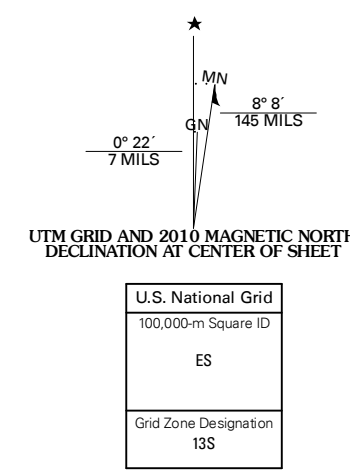 MN
8° 8´
145 MILS
GN
0° 22´
7 MILS
UTM GRID AND 2010 MAGNETIC NORTH
DECLINATION AT CENTER OF SHEET
U.S. National Grid
100,000-m Square ID
ES
Grid Zone Designation
13S